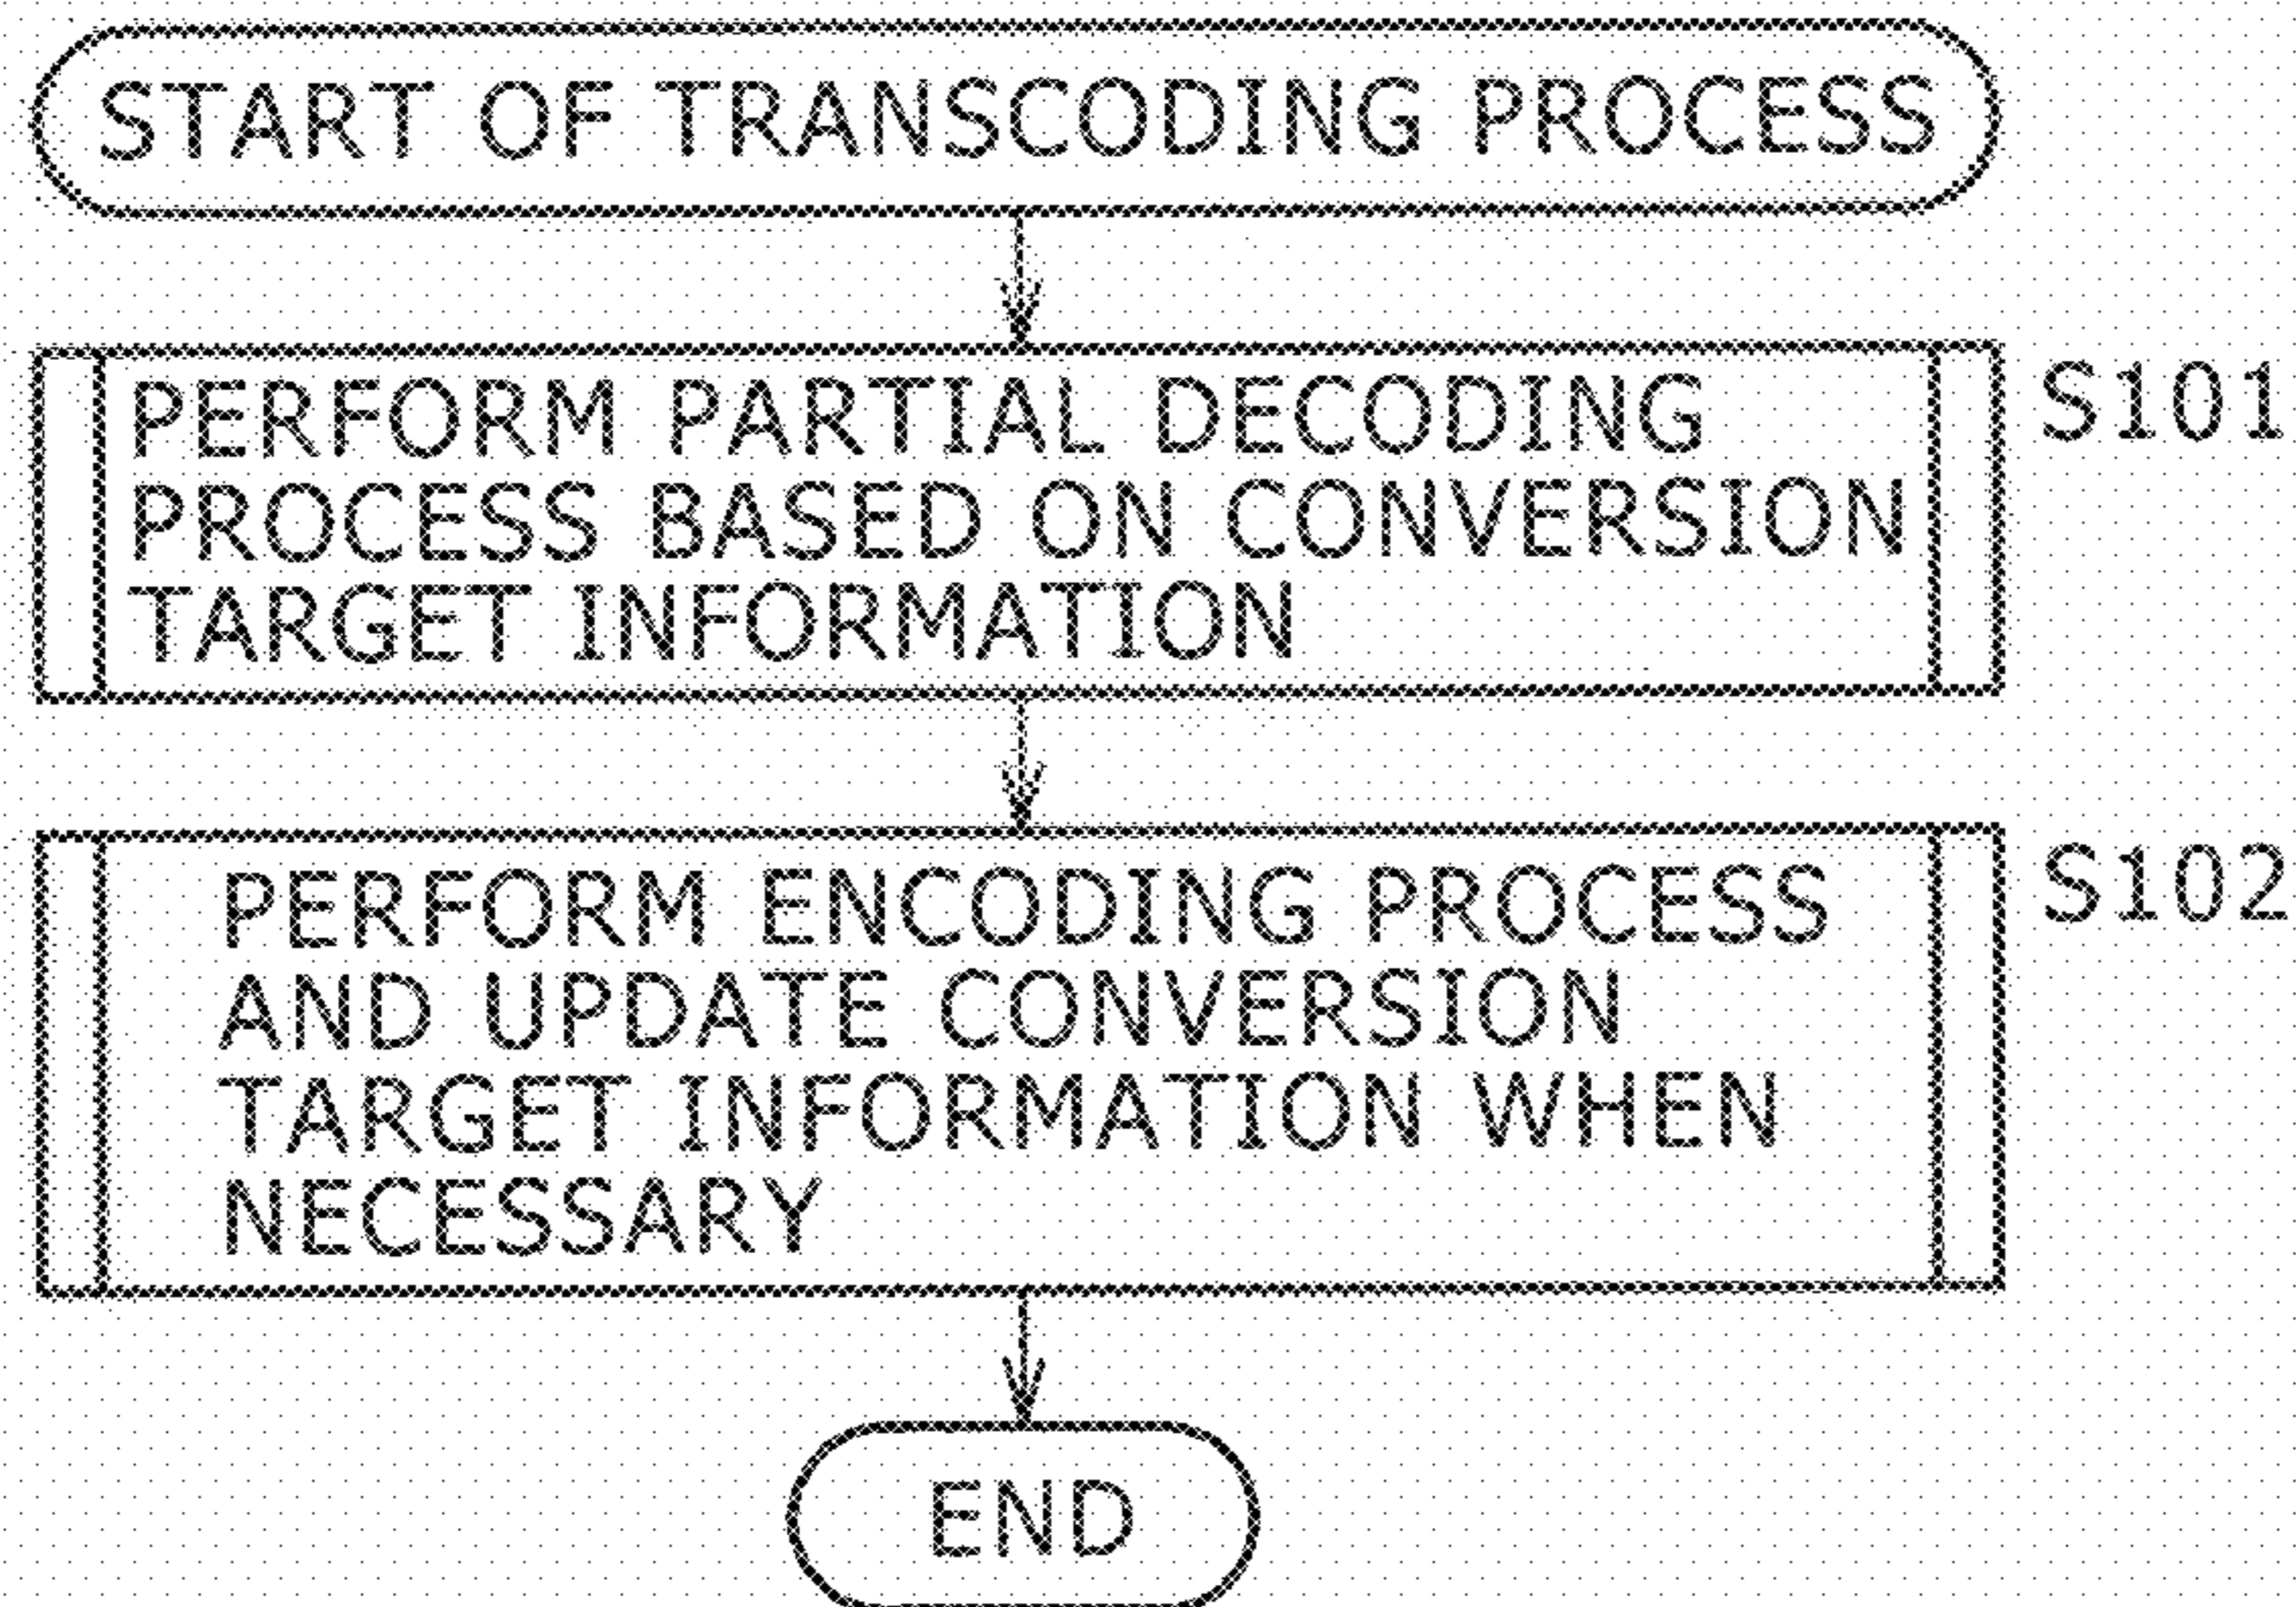 START OF TRANSCODING PROCESS
PERFORM PARTIAL DECODING
PROCESS BASED ON CONVERSION
TARGET INFORMATION
S101
PERFORM ENCODING PROCESS
AND UPDATE CONVERSION
TARGET INFORMATION WHEN
NECESSARY
S102
END